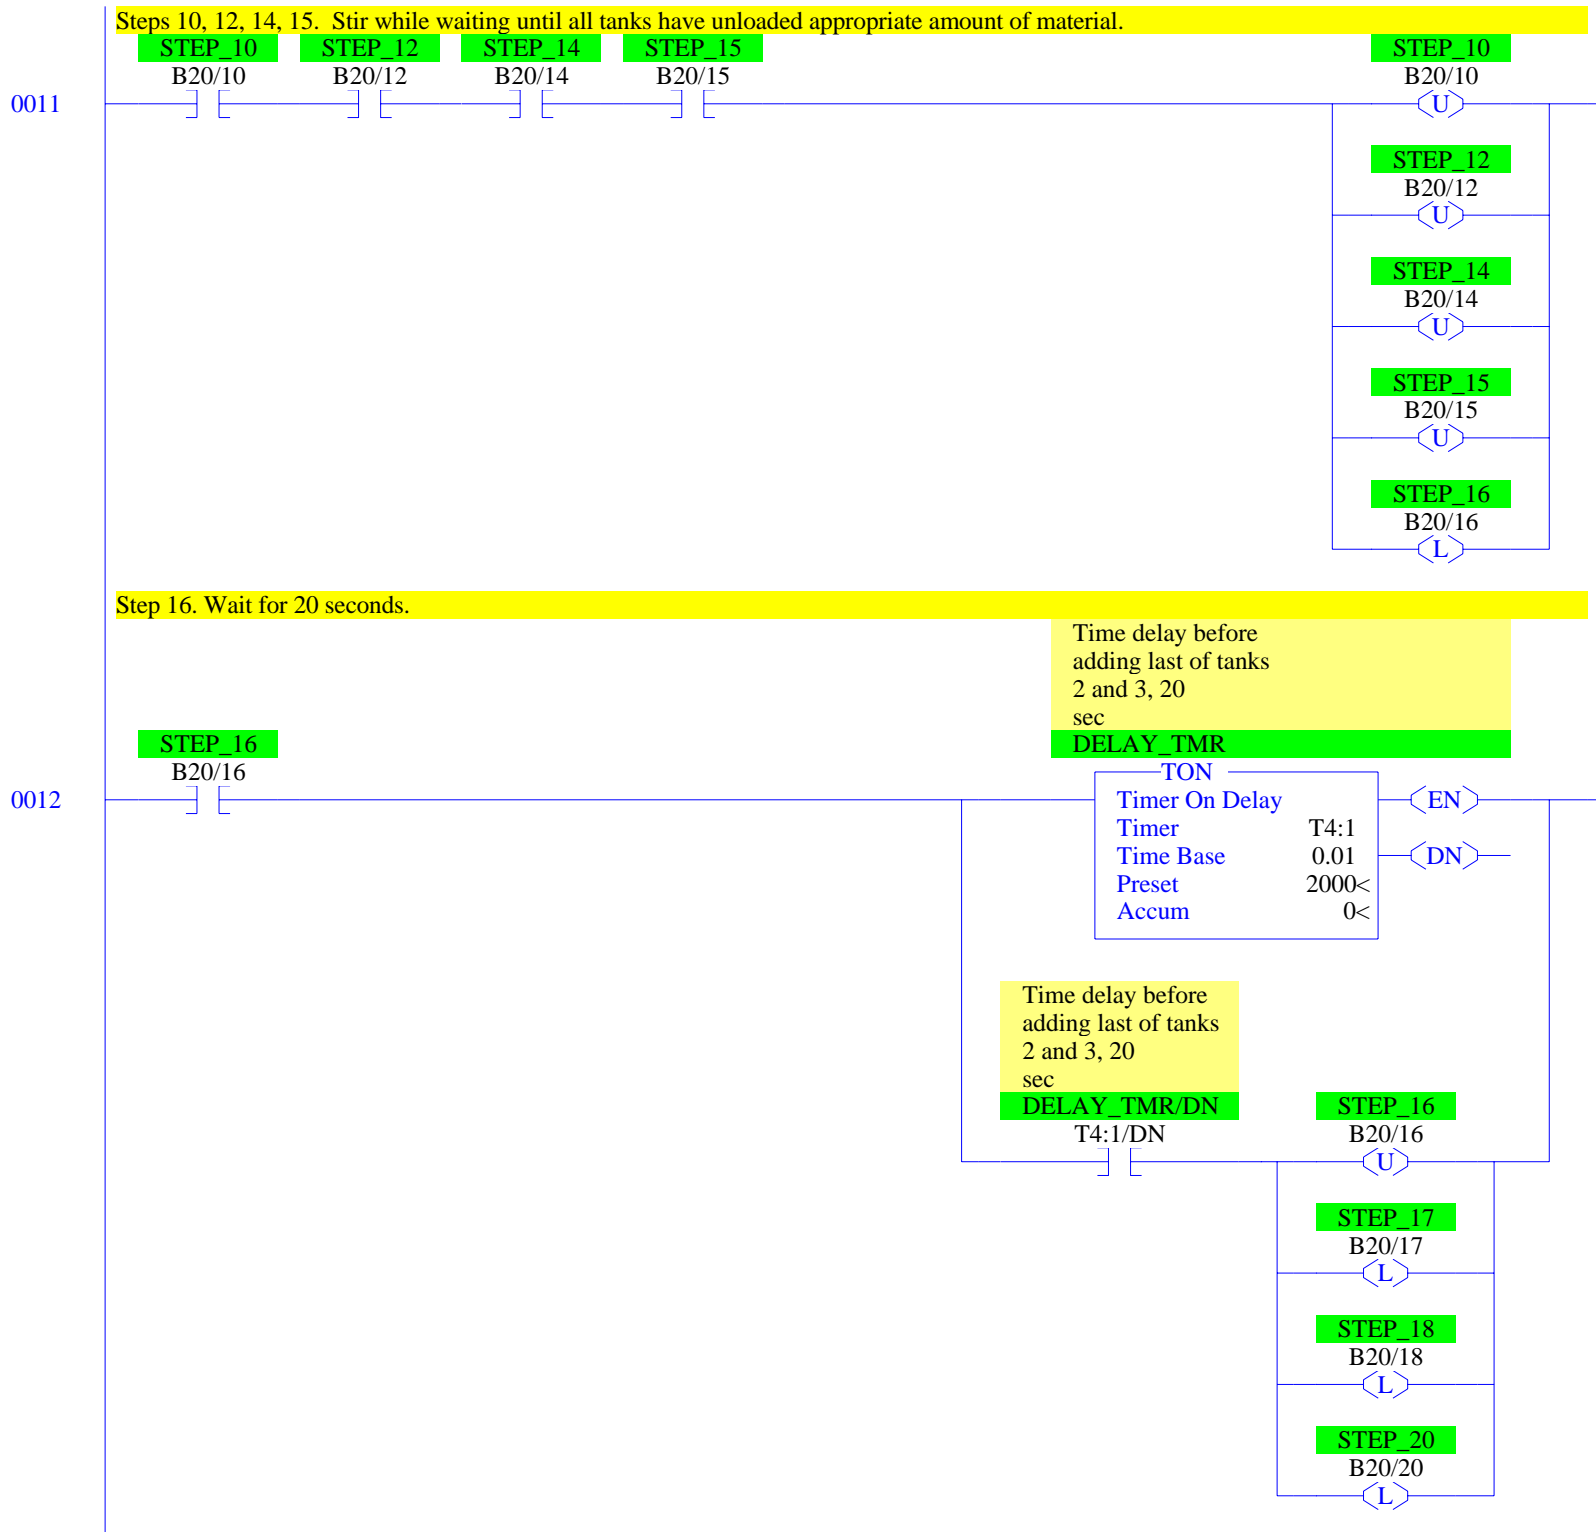 Steps 10, 12, 14, 15.  Stir while waiting until all tanks have unloaded appropriate amount of material.
STEP_10 STEP_12 STEP_14 STEP_15 STEP_10
B20/10 B20/12 B20/14 B20/15 B20/10
0011 U
STEP_12
B20/12
U
STEP_14
B20/14
U
STEP_15
B20/15
U
STEP_16
B20/16
L
Step 16. Wait for 20 seconds.
Time delay before
adding last of tanks
2 and 3, 20
sec
STEP_16 DELAY_TMR
B20/16 TON
0012 Timer On Delay EN
Timer T4:1
Time Base 0.01 DN
Preset 2000<
Accum 0<
Time delay before
adding last of tanks
2 and 3, 20
sec
DELAY_TMR/DN STEP_16
T4:1/DN B20/16
U
STEP_17
B20/17
L
STEP_18
B20/18
L
STEP_20
B20/20
L